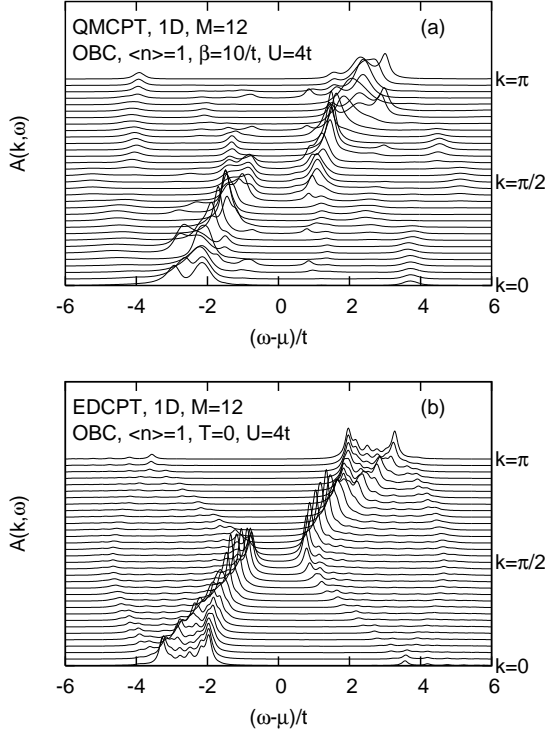 QMCPT, 1D, M=12
(a)
OBC, <n>=1, β=10/t, U=4t
k=π
A(k,ω)
k=π/2
k=0
-6 -4 -2 0 2 4 6
(ω-μ)/t
EDCPT, 1D, M=12
(b)
OBC, <n>=1, T=0, U=4t
k=π
A(k,ω)
k=π/2
k=0
-6 -4 -2 0 2 4 6
(ω-μ)/t